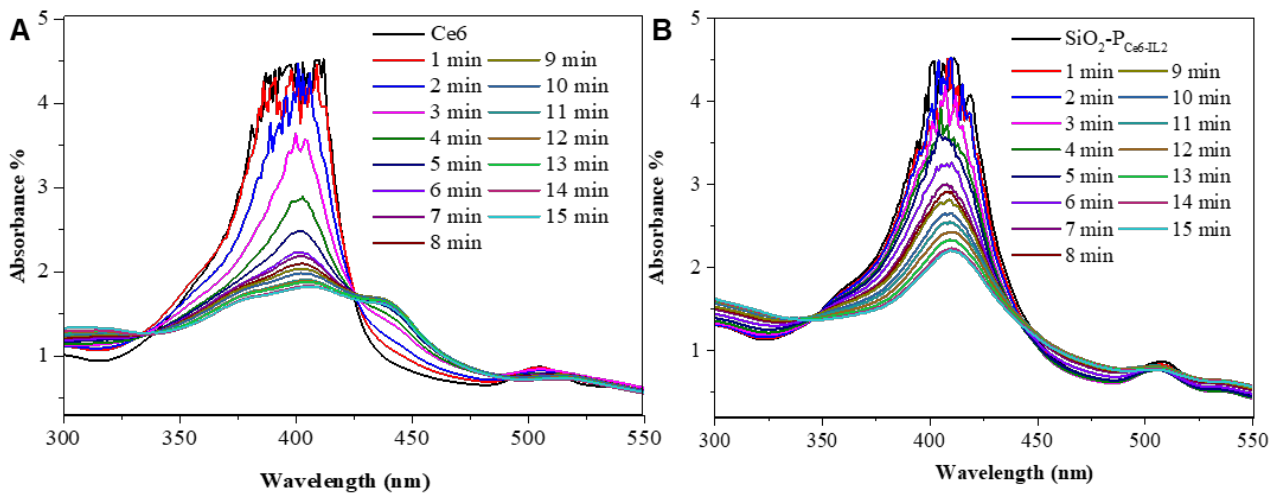 A
Ce6
1 min 9 min
2 min 10 min
3 min 11 min
4 min 12 min
5 min 13 min
6 min 14 min
7 min 15 min
8 min
5
4
3
2
1
Absorbance %
300 350 400 450 500 550
Wavelength (nm)
B
SiO2-PCe6-IL2
1 min 9 min
2 min 10 min
3 min 11 min
4 min 12 min
5 min 13 min
6 min 14 min
7 min 15 min
8 min
5
4
3
2
1
Absorbance %
300 350 400 450 500 550
Wavelength (nm)